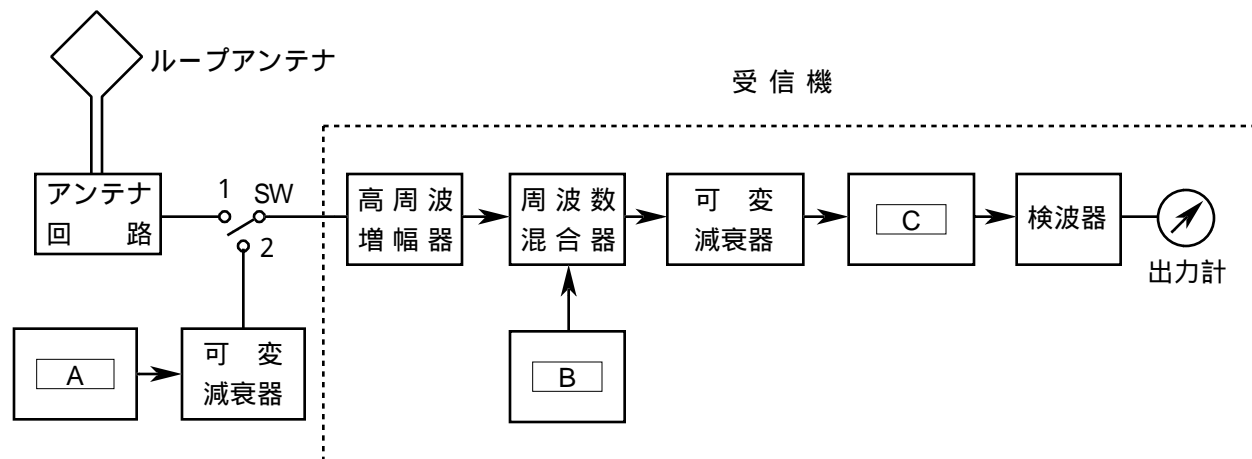 ループアンテナ
受信機
アンテナ
回路
1
SW
2
高周波
増幅器
周波数
混合器
可変
減衰器
C
検波器
出力計
A
可変
減衰器
B